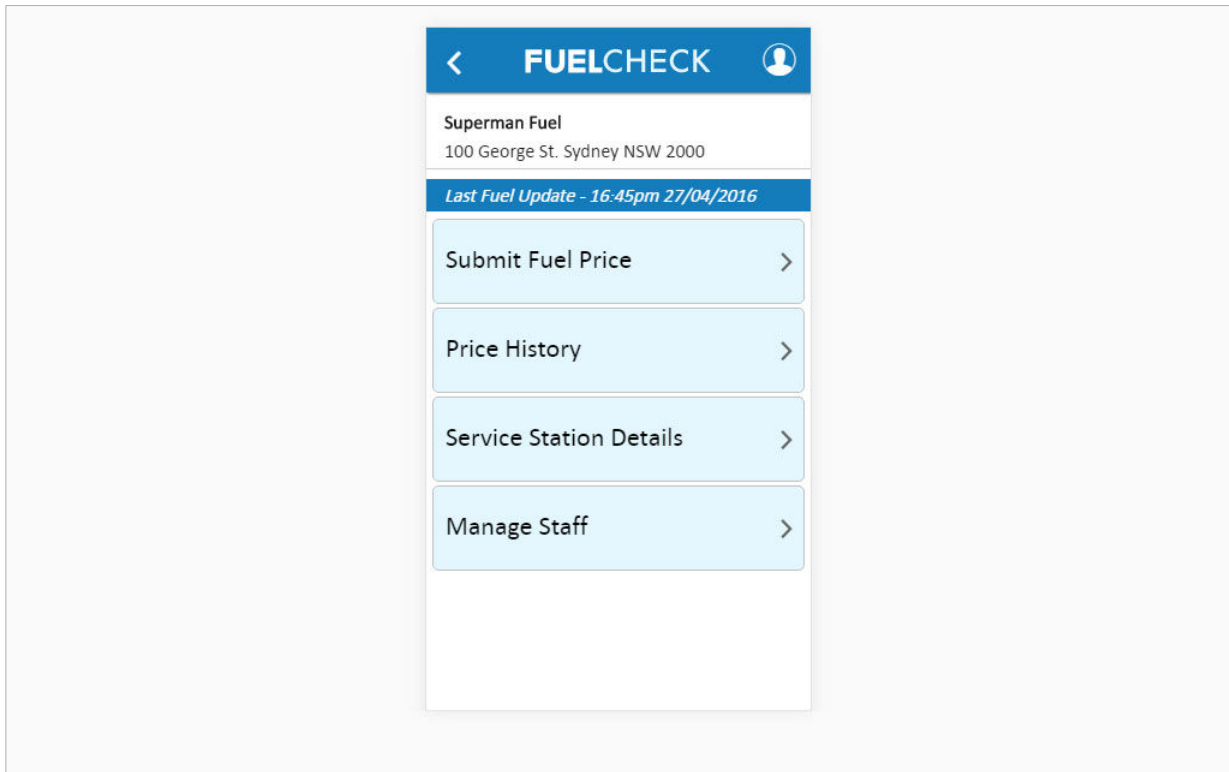 FUELCHECK
Superman Fuel
100 George St. Sydney NSW 2000
Last Fuel Update - 16:45pm 27/04/2016
Submit Fuel Price
Price History
Service Station Details
Manage Staff